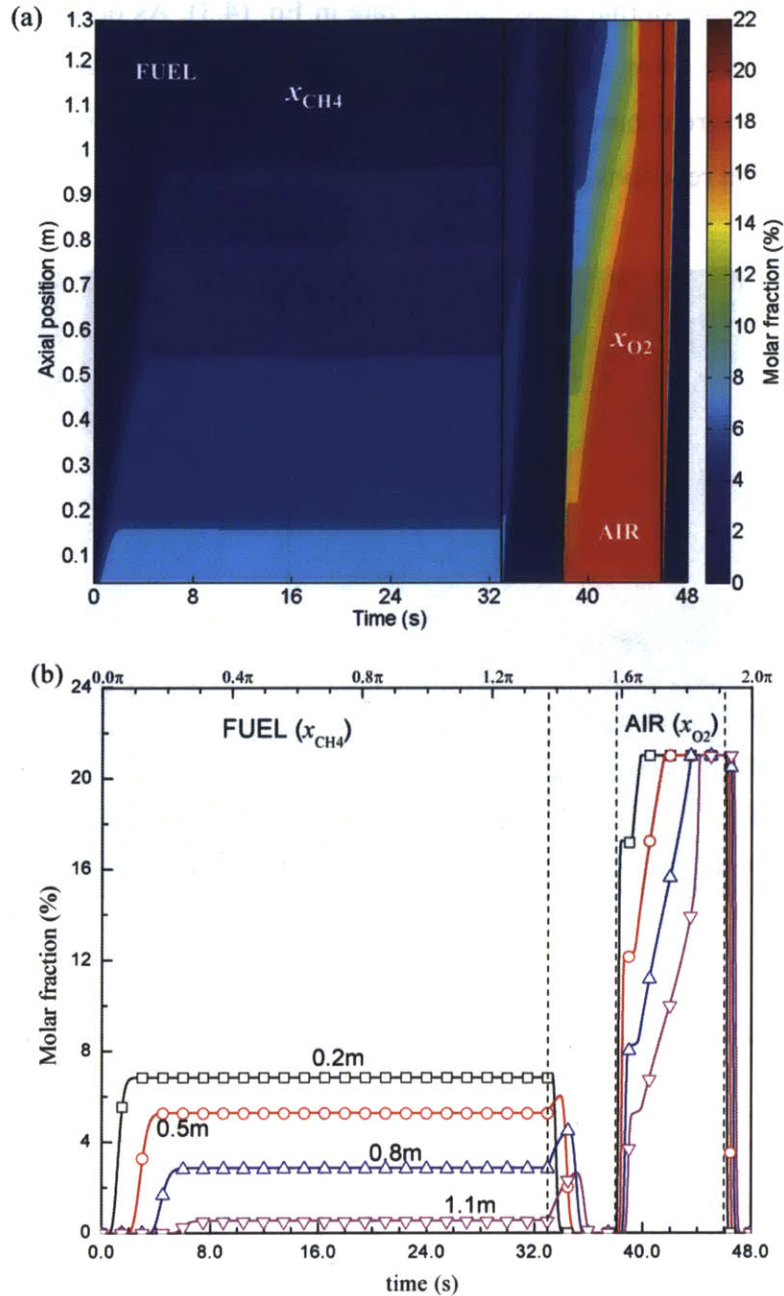 (a)
1.3
1.2
1.1
1
0.9
0.8
0.7
0.6
0.5
0.4
0.3
0.2
0.1
Axial position (m)
FUEL
xCH4
xO2
AIR
0 8 16 24 32 40 48
Time (s)
22
20
18
16
14
12
10
8
6
4
2
0
Molar fraction (%)
(b)
0.0π 0.4π 0.8π 1.2π 1.6π 2.0π
24
20
16
12
8
4
0
Molar fraction (%)
FUEL (xCH4)
AIR (xO2)
0.2m
0.5m
0.8m
1.1m
0.0 8.0 16.0 24.0 32.0 40.0 48.0
time (s)